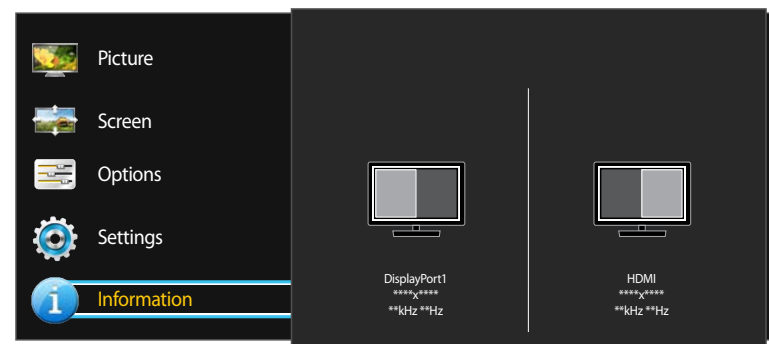 Picture
Screen
Options
Settings
Information
DisplayPort1
****x****
**kHz **Hz
HDMI
****x****
**kHz **Hz